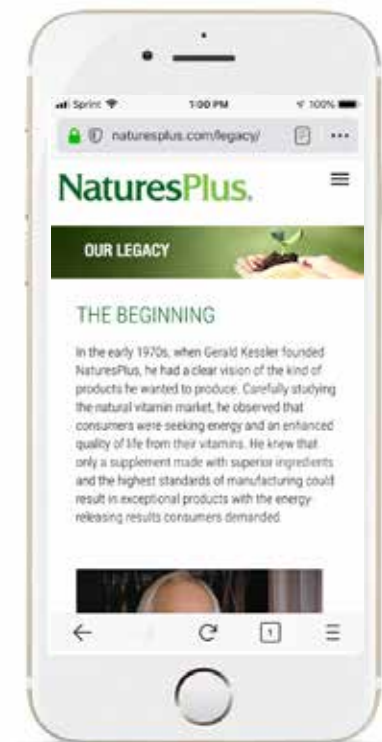 Sprint 1:00 PM 100%
naturesplus.com/legacy/
NaturesPlus.
OUR LEGACY
THE BEGINNING
In the early 1970s, when Gerald Kessler founded
NaturesPlus, he had a clear vision of the kind of
products he wanted to produce. Carefully studying
the natural vitamin market, he observed that
consumers were seeking energy and an enhanced
quality of life from their vitamins. He knew that
only a supplement made with superior ingredients
and the highest standards of manufacturing could
result in exceptional products with the energy-
releasing results consumers demanded.
1